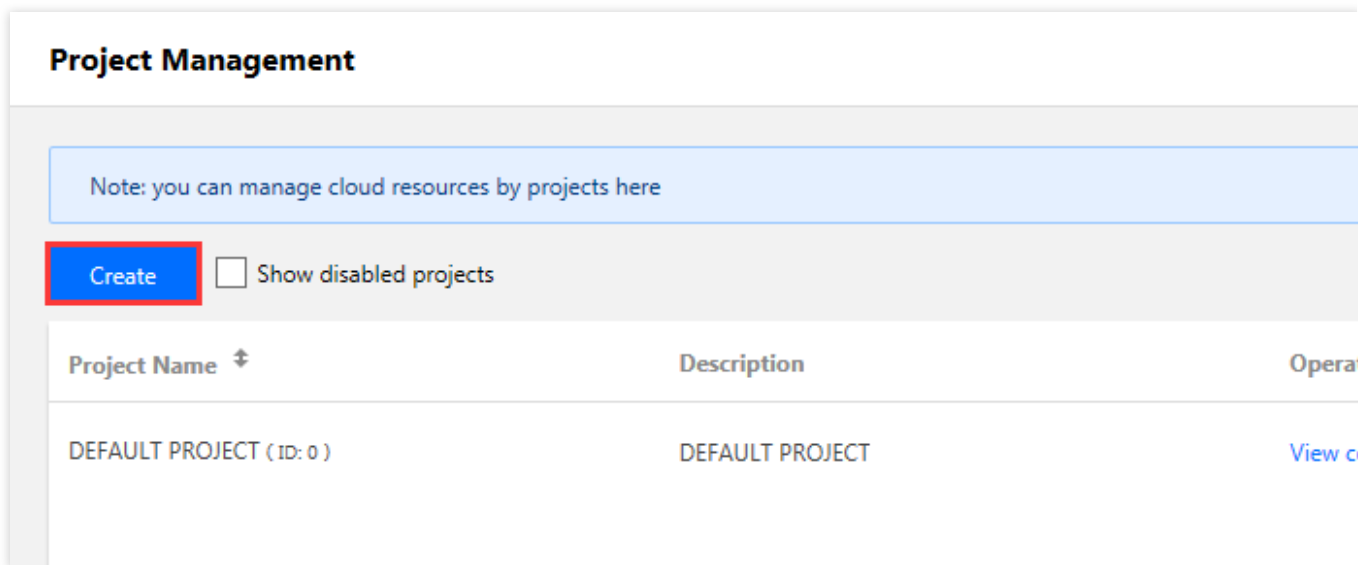 Project Management
Note: you can manage cloud resources by projects here
Create Show disabled projects
Project Name Description
DEFAULT PROJECT ( ID: 0 ) DEFAULT PROJECT View